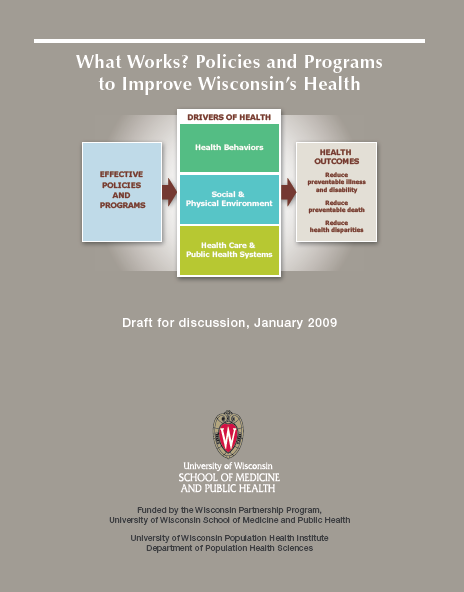 What Works? Policies and Programs
to Improve Wisconsin's Health
DRIVERS OF HEALTH
EFFECTIVE
POLICIES
AND
PROGRAMS
Health Behaviors
Social &
Physical Environment
Health Care &
Public Health Systems
HEALTH
OUTCOMES
Reduce
preventable illness
and disability
Reduce
preventable death
Reduce
health disparities
Draft for discussion, January 2009
W
University of Wisconsin
SCHOOL OF MEDICINE
AND PUBLIC HEALTH
Funded by the Wisconsin Partnership Program,
University of Wisconsin School of Medicine and Public Health
University of Wisconsin Population Health Institute
Department of Population Health Sciences